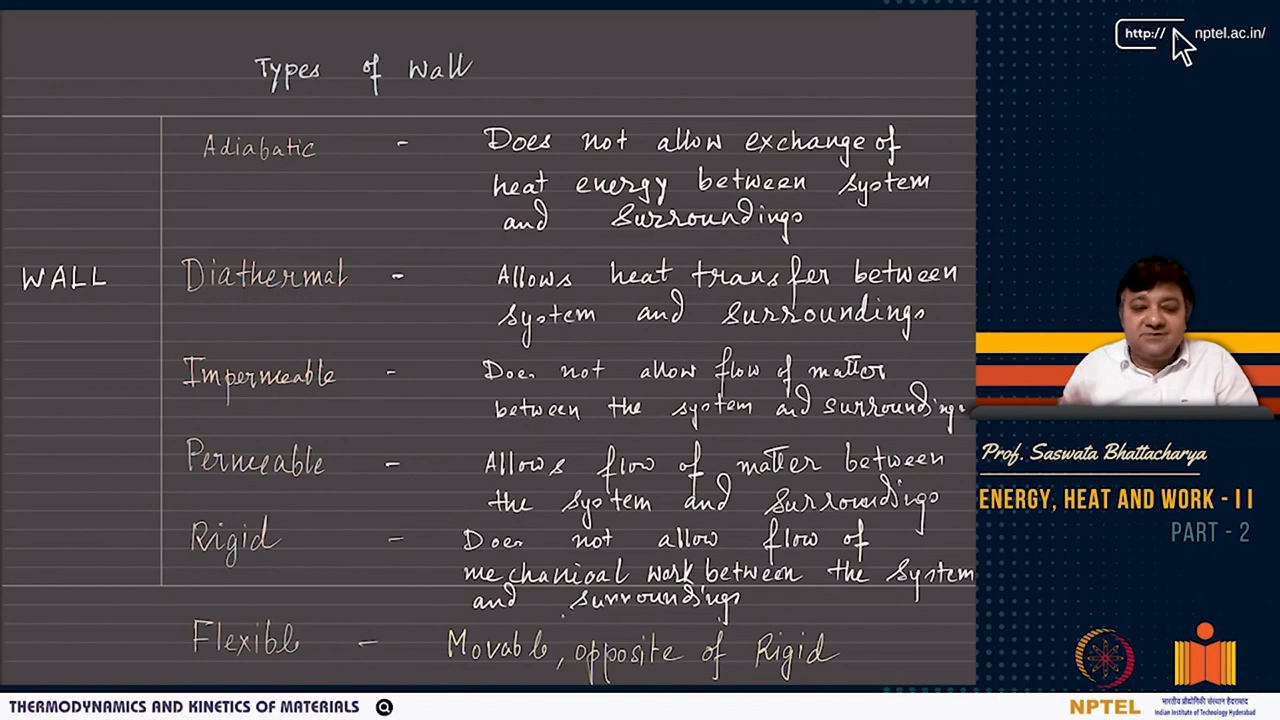 http://
nptel.ac.in/
Types of Wall
WALL
Adiabatic - Does not allow exchange of
heat energy between system
and surroundings
Diathermal - Allows heat transfer between
system and surroundings
Impermeable - Does not allow flow of matter
between the system and surroundings.
Permeable - Allows flow of matter between
the system and surroundings
Rigid - Does not allow flow of
mechanical work between the system
and surroundings
Flexible - Movable, opposite of Rigid
Prof. Saswata Bhattacharya
ENERGY, HEAT AND WORK - II
PART - 2
THERMODYNAMICS AND KINETICS OF MATERIALS
NPTEL
भारतीय प्रौद्योगिकी संस्थान हैदराबाद
Indian Institute of Technology Hyderabad